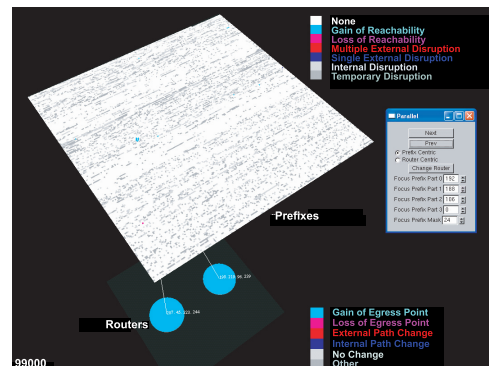 None
Gain of Reachability
Loss of Reachability
Multiple External Disruption
Single External Disruption
Internal Disruption
Temporary Disruption
Parallel
Next
Prev
Prefix Centric
Router Centric
Change Router
Focus Prefix Part 0 192
Focus Prefix Part 1 188
Focus Prefix Part 2 106
Focus Prefix Part 3 0
Focus Prefix Mask 24
Prefixes
Routers
Gain of Egress Point
Loss of Egress Point
External Path Change
Internal Path Change
No Change
Other
99000